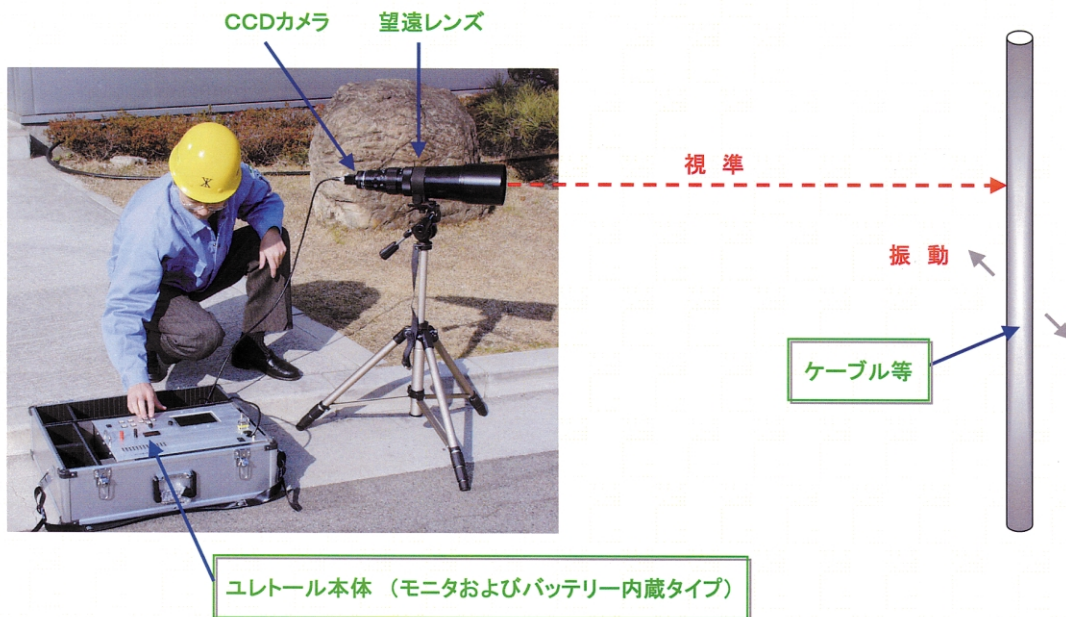 CCDカメラ 望遠レンズ
視 準
振 動
ケーブル等
ユレトール本体 （モニタおよびバッテリー内蔵タイプ）